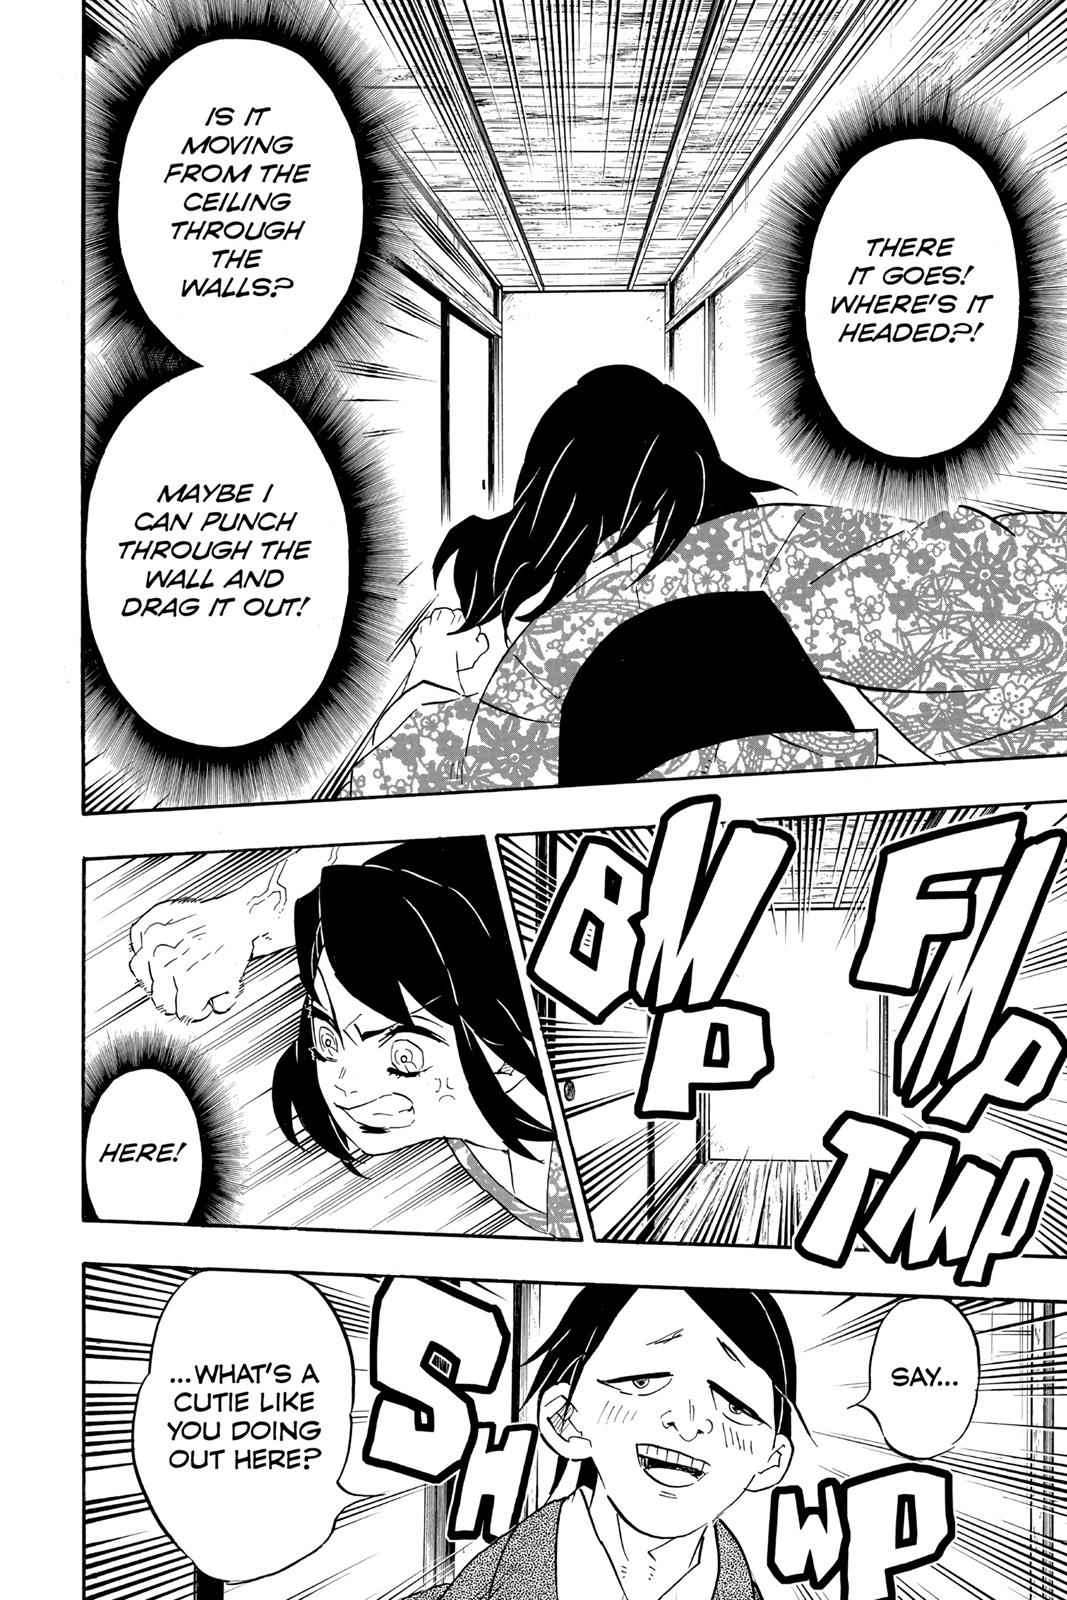 THERE
IT GOES!
WHERE'S IT
HEADED?!
IS IT
MOVING
FROM THE
CEILING
THROUGH
THE
WALLS?
MAYBE I
CAN PUNCH
THROUGH THE
WALL AND
DRAG IT OUT!
FMP
TMP
BMP
HERE!
SAY...
SHWP
...WHAT'S A
CUTIE LIKE
YOU DOING
OUT HERE?